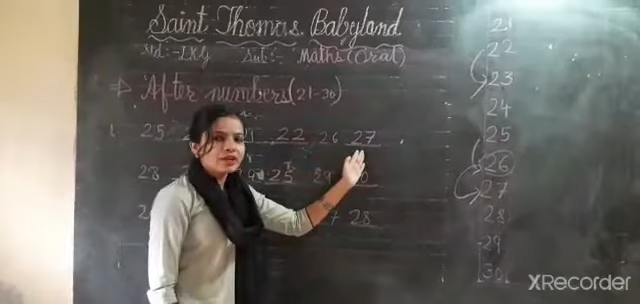 Saint Thomas Babyland
Std:- LKG Sub:- Maths (Oral)
⇒ After numbers (21-30)
25 22 26 27
28 25 29
28
21
22
23
24
25
26
27
28
29
30
XRecorder